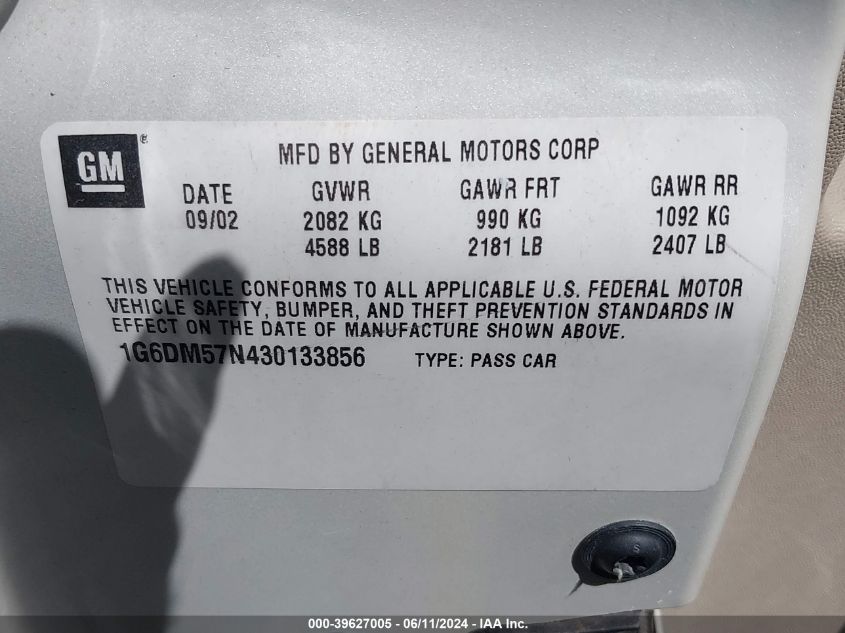 GM®
MFD BY GENERAL MOTORS CORP
DATE GVWR GAWR FRT GAWR RR
09/02 2082 KG 990 KG 1092 KG
4588 LB 2181 LB 2407 LB
THIS VEHICLE CONFORMS TO ALL APPLICABLE U.S. FEDERAL MOTOR
VEHICLE SAFETY, BUMPER, AND THEFT PREVENTION STANDARDS IN
EFFECT ON THE DATE OF MANUFACTURE SHOWN ABOVE.
1G6DM57N430133856 TYPE: PASS CAR
S
000-39627005 - 06/11/2024 - IAA Inc.